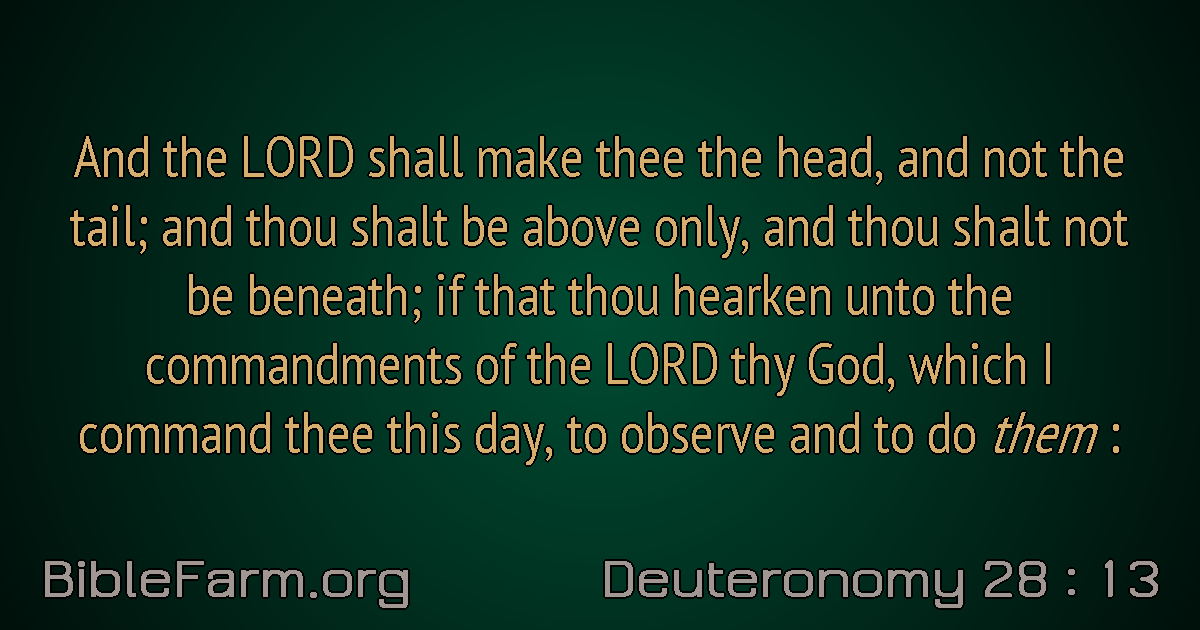 And the LORD shall make thee the head, and not the
tail; and thou shalt be above only, and thou shalt not
be beneath; if that thou hearken unto the
commandments of the LORD thy God, which I
command thee this day, to observe and to do them :
BibleFarm.org
Deuteronomy 28 : 13